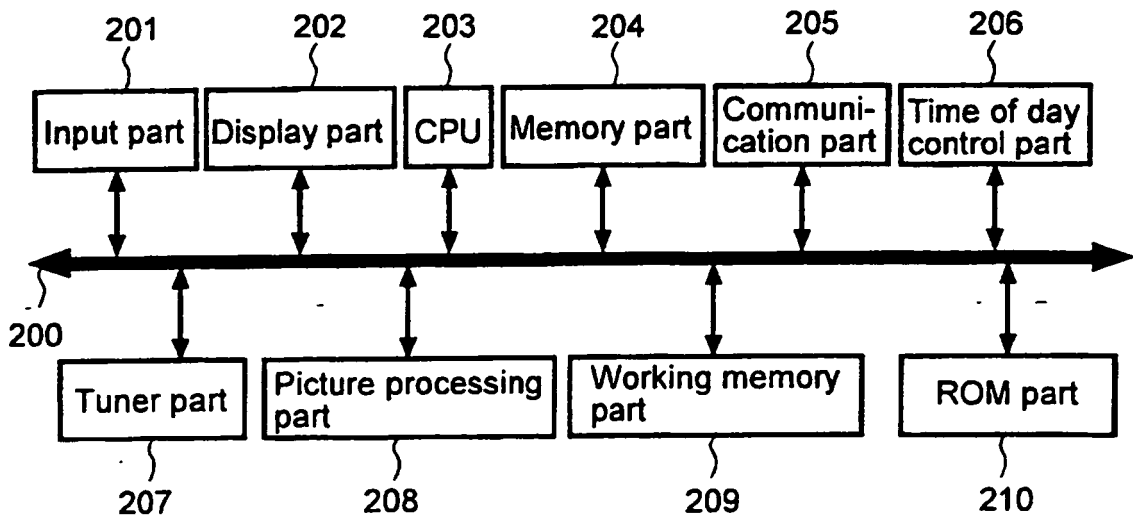 201 202 203 204 205 206
Input part Display part CPU Memory part Communi-
cation part Time of day
control part
200
Tuner part Picture processing
part Working memory
part ROM part
207 208 209 210